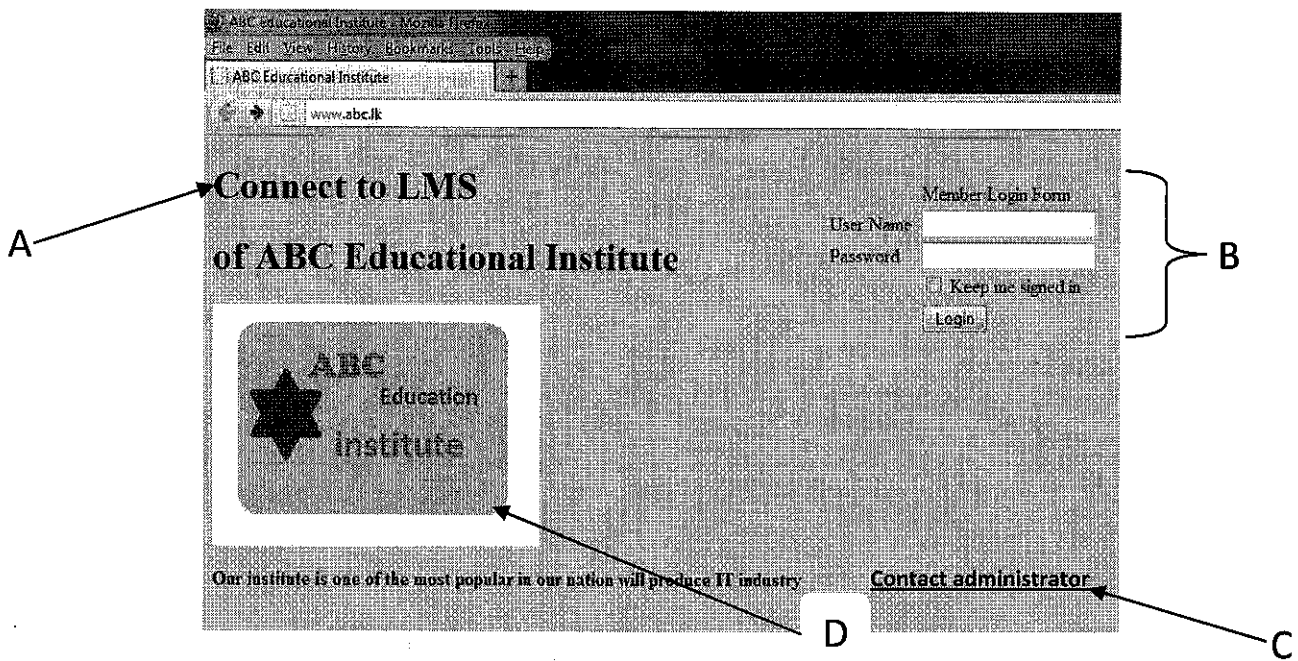 ABC educational Institute - Mozilla Firefox
File Edit View History Bookmarks Tools Help
ABC Educational Institute +
www.abc.lk
A
Connect to LMS
of ABC Educational Institute
Member Login Form
User Name
Password
Keep me signed in
Login
B
ABC
Education
institute
Our institute is one of the most popular in our nation will produce IT industry
Contact administrator
D
C